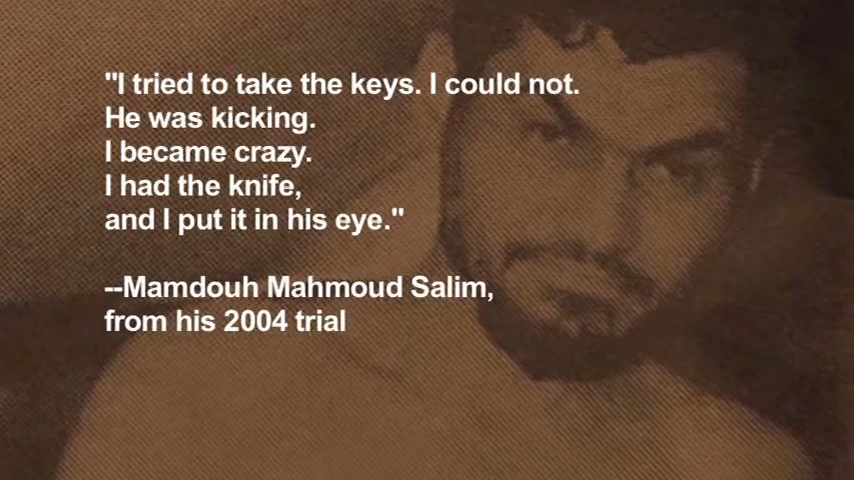 "I tried to take the keys. I could not.
He was kicking.
I became crazy.
I had the knife,
and I put it in his eye."
--Mamdouh Mahmoud Salim,
from his 2004 trial